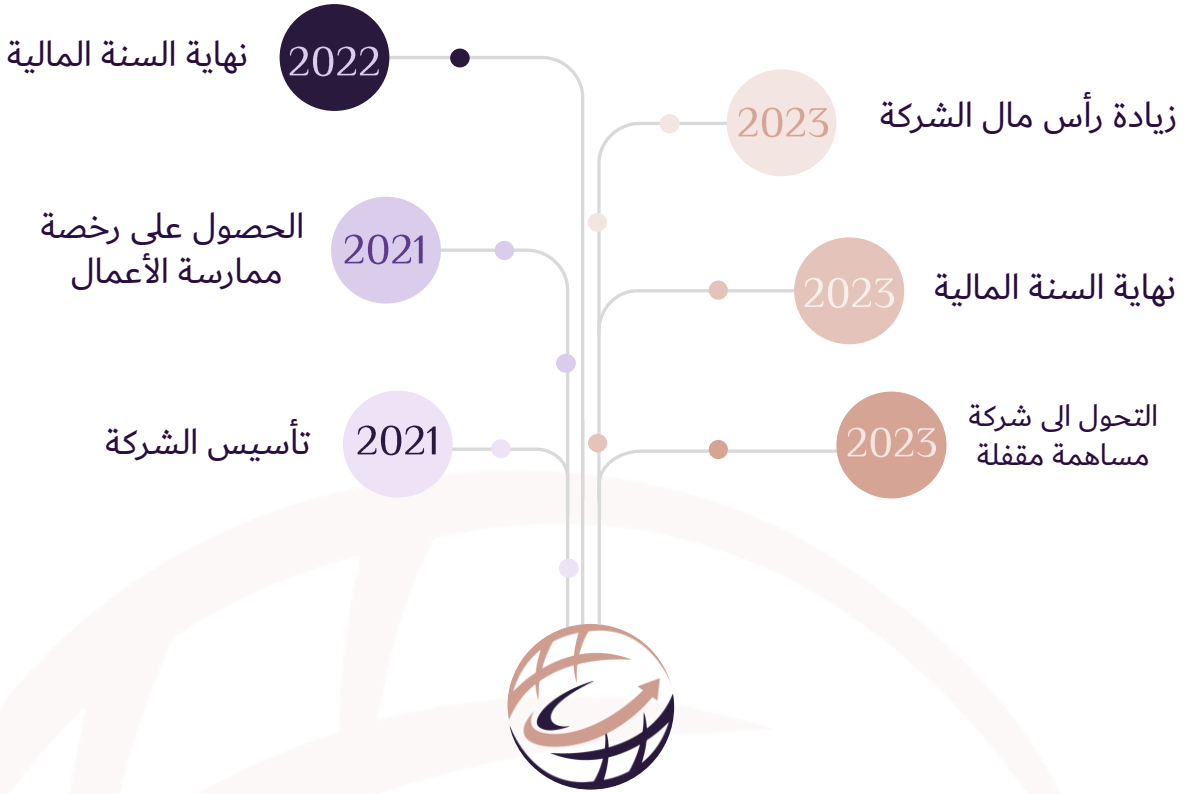 2022
نهاية السنة المالية
2023
زيادة رأس مال الشركة
2021
الحصول على رخصة
ممارسة الأعمال
2023
نهاية السنة المالية
2021
تأسيس الشركة
2023
التحول الى شركة
مساهمة مقفلة